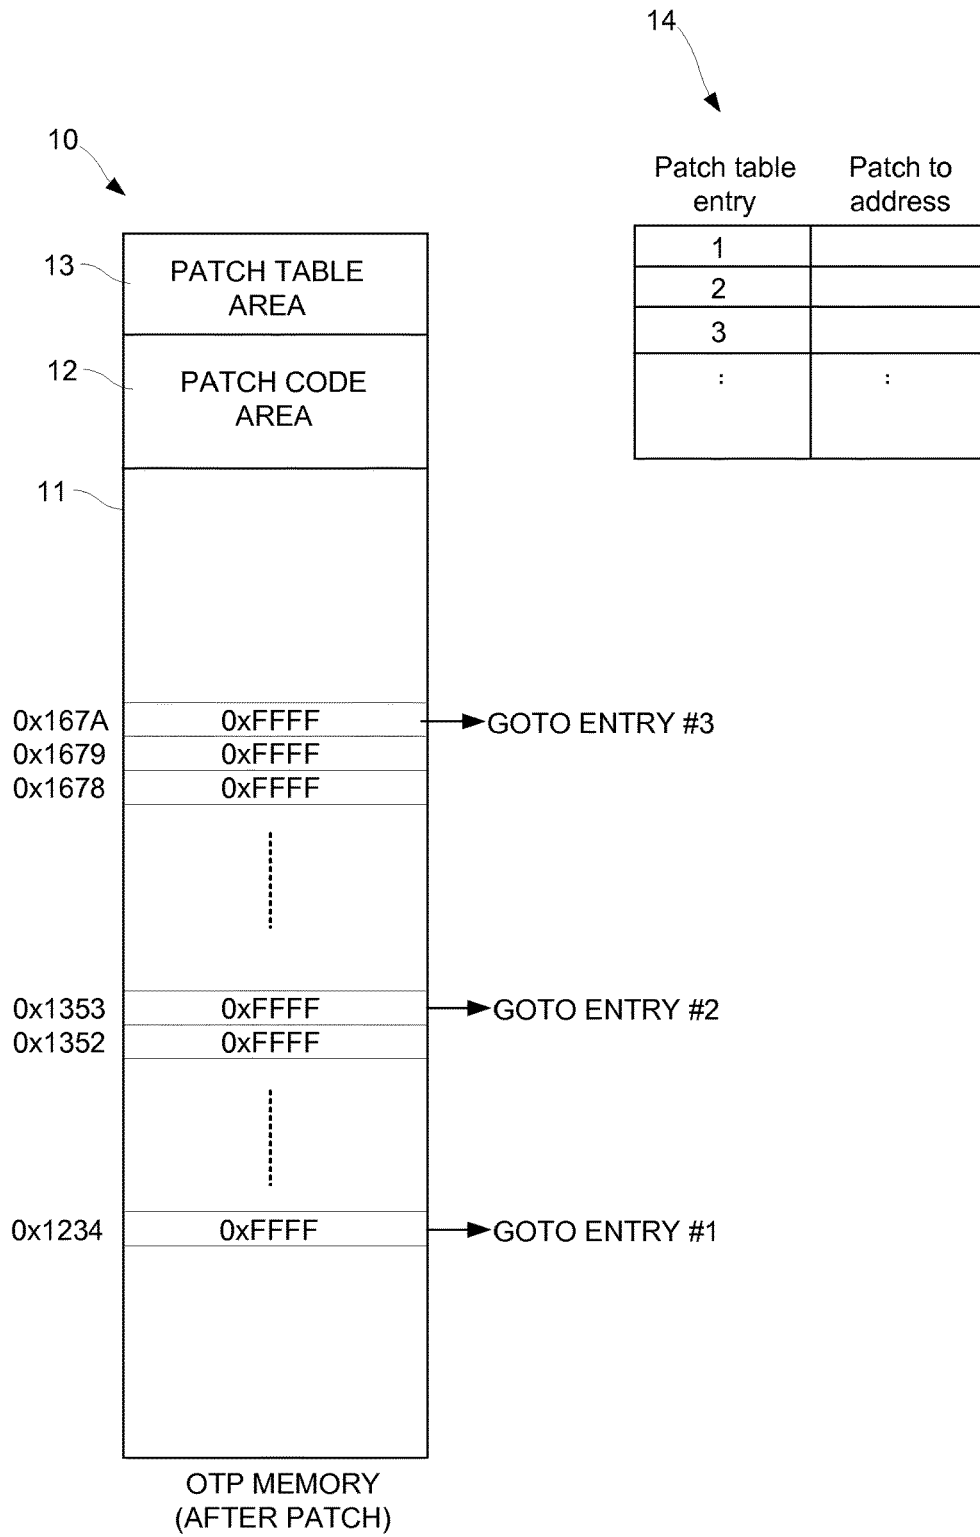 14
10
Patch table
entry
Patch to
address
1
2
3
:
:
13
PATCH TABLE
AREA
12
PATCH CODE
AREA
11
0x167A 0xFFFF GOTO ENTRY #3
0x1679 0xFFFF
0x1678 0xFFFF
0x1353 0xFFFF GOTO ENTRY #2
0x1352 0xFFFF
0x1234 0xFFFF GOTO ENTRY #1
OTP MEMORY
(AFTER PATCH)